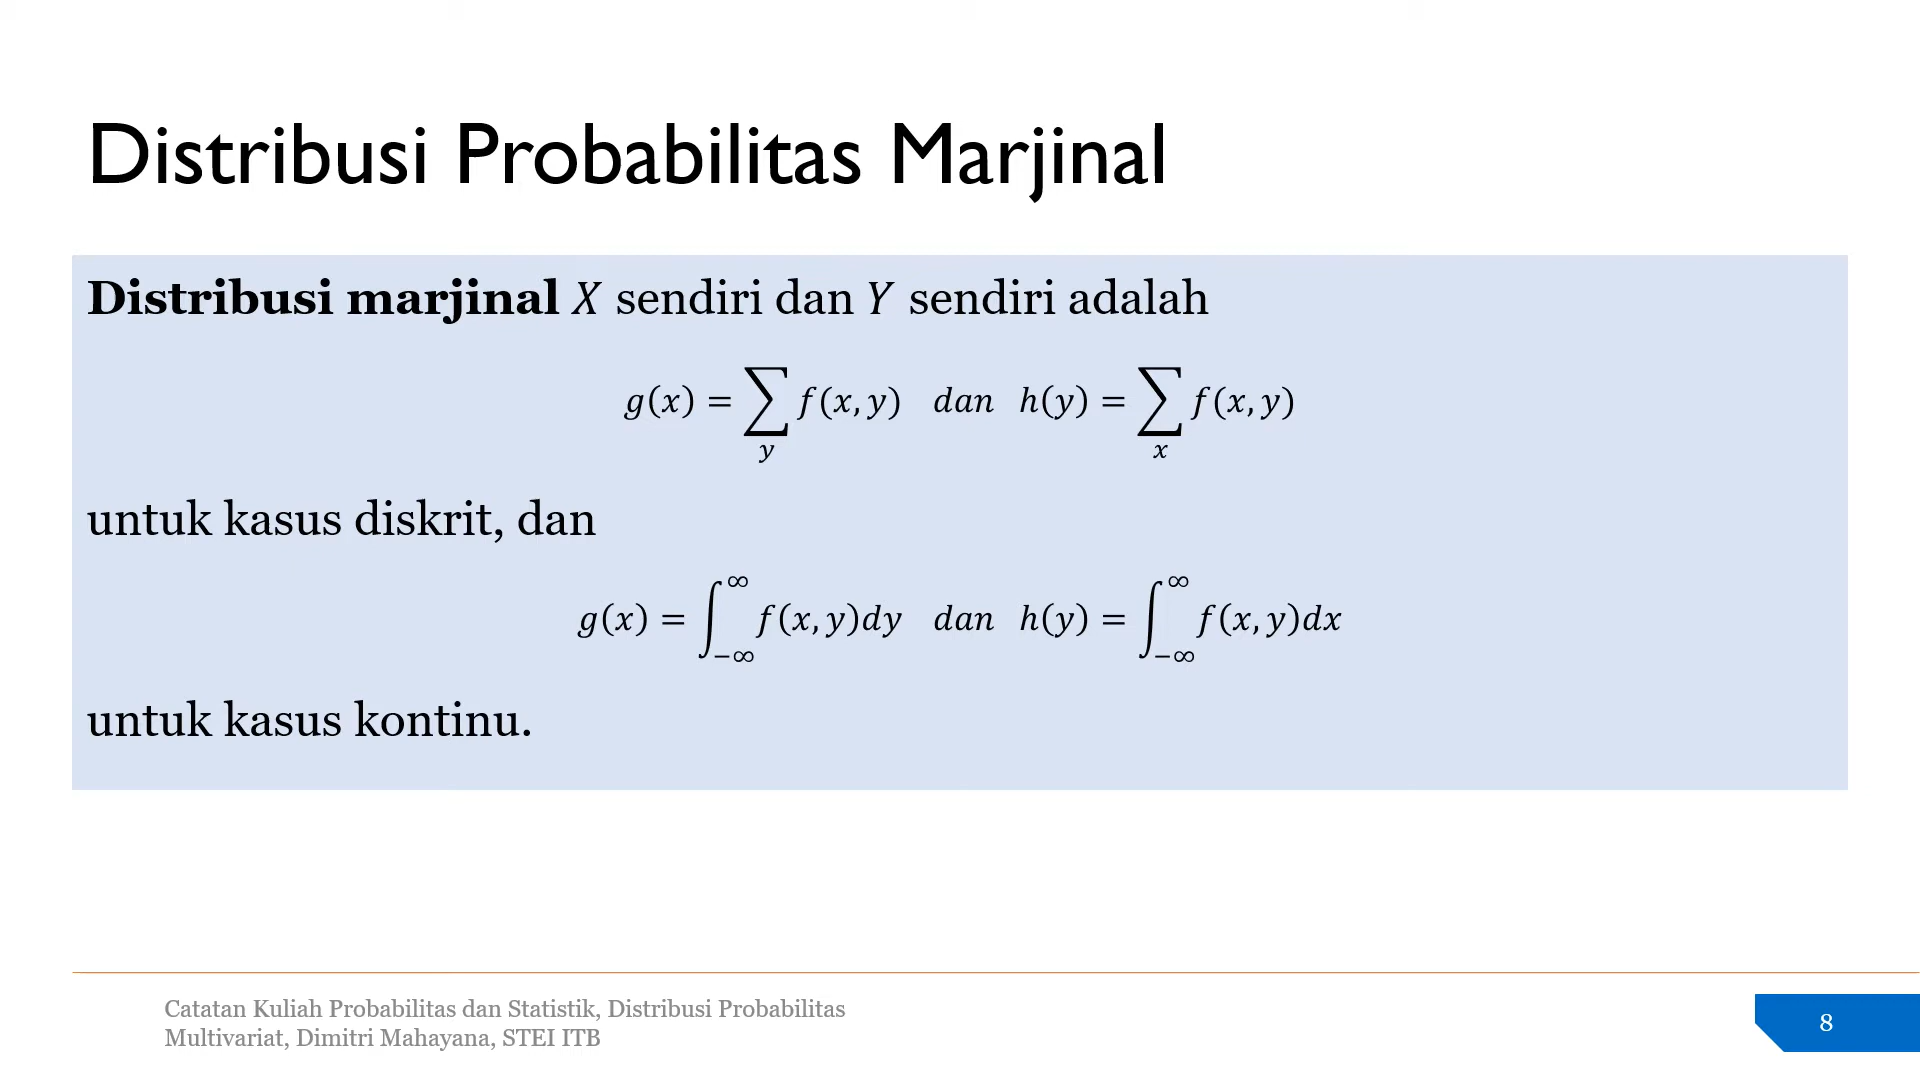 Distribusi Probabilitas Marjinal
Distribusi marjinal X sendiri dan Y sendiri adalah
g(x) = ∑_y f(x, y) dan h(y) = ∑_x f(x, y)
untuk kasus diskrit, dan
g(x) = ∫_{−∞}^{∞} f(x, y)dy dan h(y) = ∫_{−∞}^{∞} f(x, y)dx
untuk kasus kontinu.
Catatan Kuliah Probabilitas dan Statistik, Distribusi Probabilitas
Multivariat, Dimitri Mahayana, STEI ITB
8